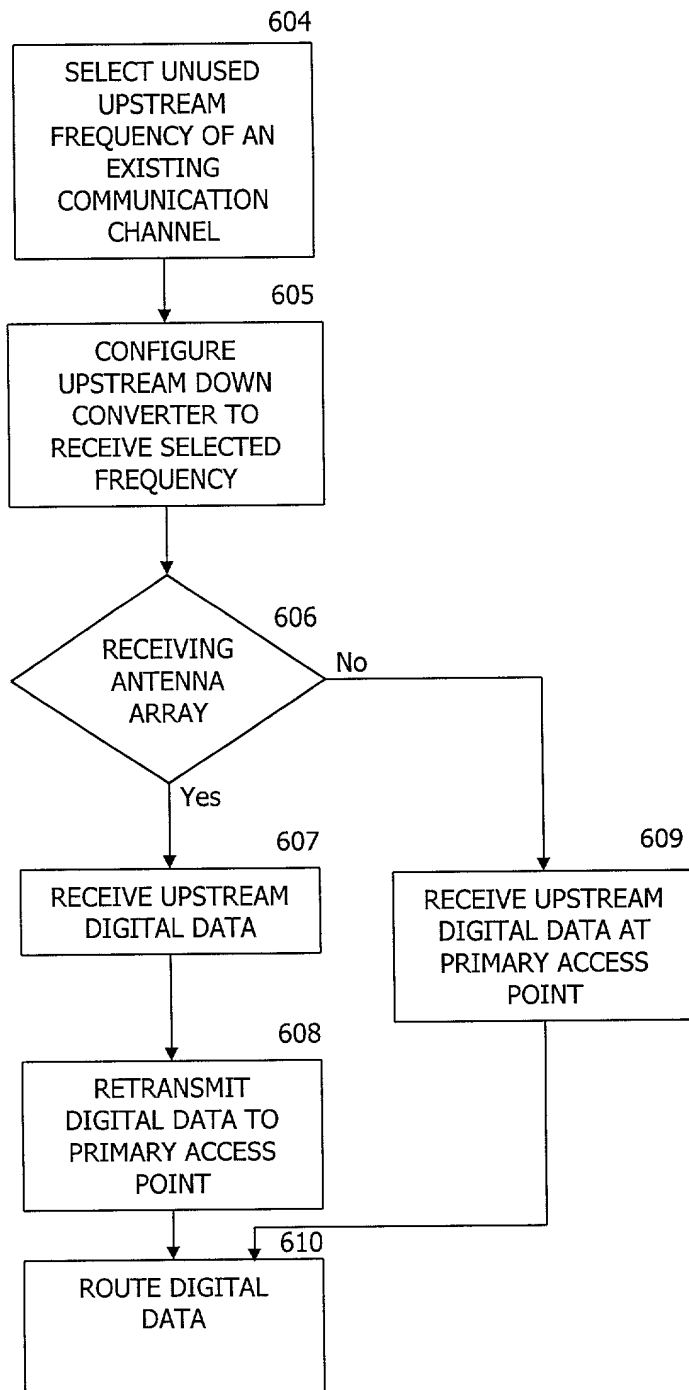 604
SELECT UNUSED
UPSTREAM
FREQUENCY OF AN
EXISTING
COMMUNICATION
CHANNEL
605
CONFIGURE
UPSTREAM DOWN
CONVERTER TO
RECEIVE SELECTED
FREQUENCY
606
RECEIVING
ANTENNA
ARRAY
No
Yes
607
RECEIVE UPSTREAM
DIGITAL DATA
609
RECEIVE UPSTREAM
DIGITAL DATA AT
PRIMARY ACCESS
POINT
608
RETRANSMIT
DIGITAL DATA TO
PRIMARY ACCESS
POINT
610
ROUTE DIGITAL
DATA